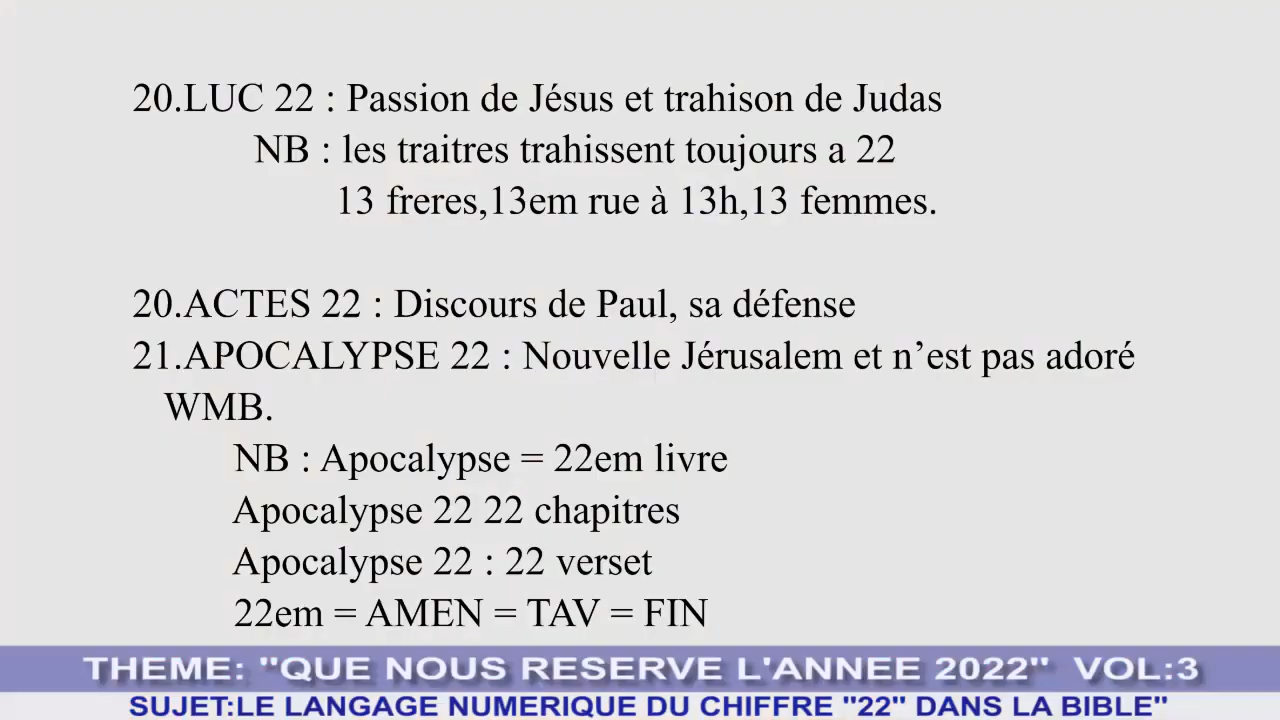 20.LUC 22 : Passion de Jésus et trahison de Judas
NB : les traitres trahissent toujours a 22
13 freres,13em rue à 13h,13 femmes.
20.ACTES 22 : Discours de Paul, sa défense
21.APOCALYPSE 22 : Nouvelle Jérusalem et n’est pas adoré
WMB.
NB : Apocalypse = 22em livre
Apocalypse 22 22 chapitres
Apocalypse 22 : 22 verset
22em = AMEN = TAV = FIN
THEME: "QUE NOUS RESERVE L'ANNEE 2022" VOL:3
SUJET:LE LANGAGE NUMERIQUE DU CHIFFRE "22" DANS LA BIBLE"